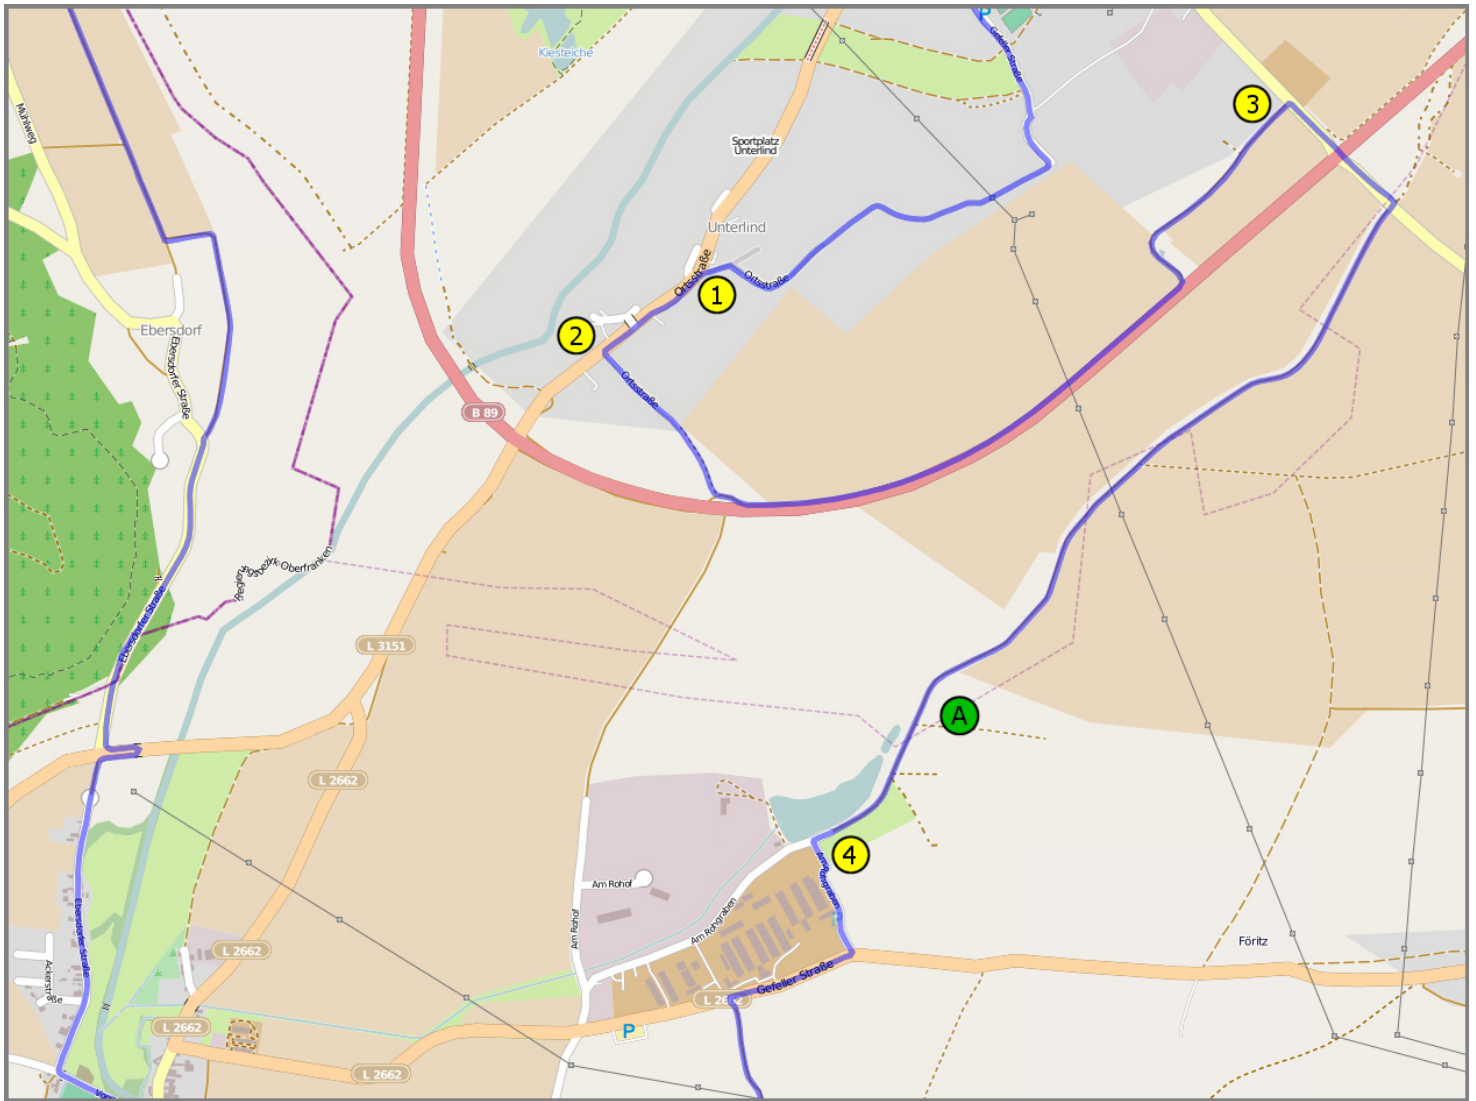 Kiesteiche
P
Gefeller Straße
3
Mühlweg
Sportplatz
Unterlind
Unterlind
Ortsstraße
Ortsstraße
1
2
Ebersdorf
Ebersdorfer Straße
Ortsstraße
B 89
Oberfranken
Ebersdorfer Straße
L 3151
A
L 2662
4
Am Rohof
Am Rohgraben
Am Rohof
Am Rohgraben
P
Föritz
L 2662
Ebersdorfer Straße
Ackerstraße
Gefeller Straße
L 2662
L 2662
P
L 2662